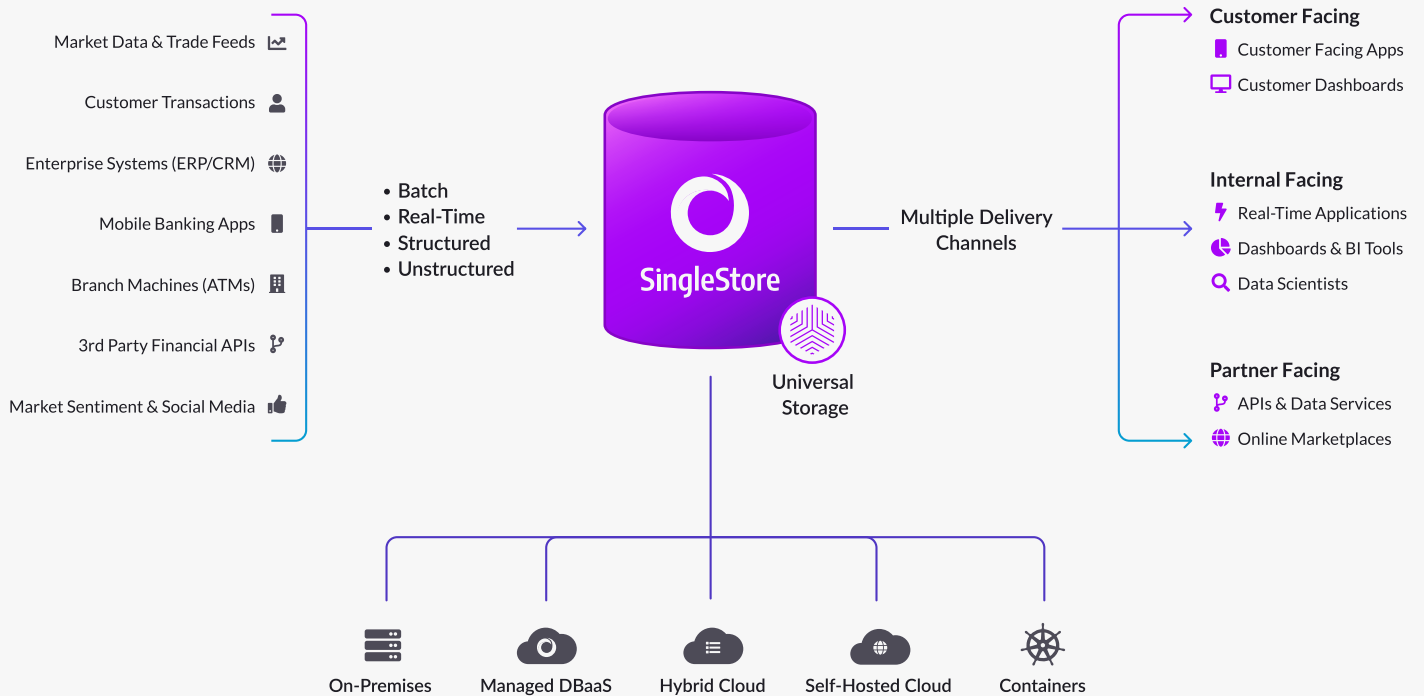 Market Data & Trade Feeds
Customer Transactions
Enterprise Systems (ERP/CRM)
Mobile Banking Apps
Branch Machines (ATMs)
3rd Party Financial APIs
Market Sentiment & Social Media
• Batch
• Real-Time
• Structured
• Unstructured
SingleStore
Universal
Storage
Multiple Delivery
Channels
Customer Facing
Customer Facing Apps
Customer Dashboards
Internal Facing
Real-Time Applications
Dashboards & BI Tools
Data Scientists
Partner Facing
APIs & Data Services
Online Marketplaces
On-Premises
Managed DBaaS
Hybrid Cloud
Self-Hosted Cloud
Containers